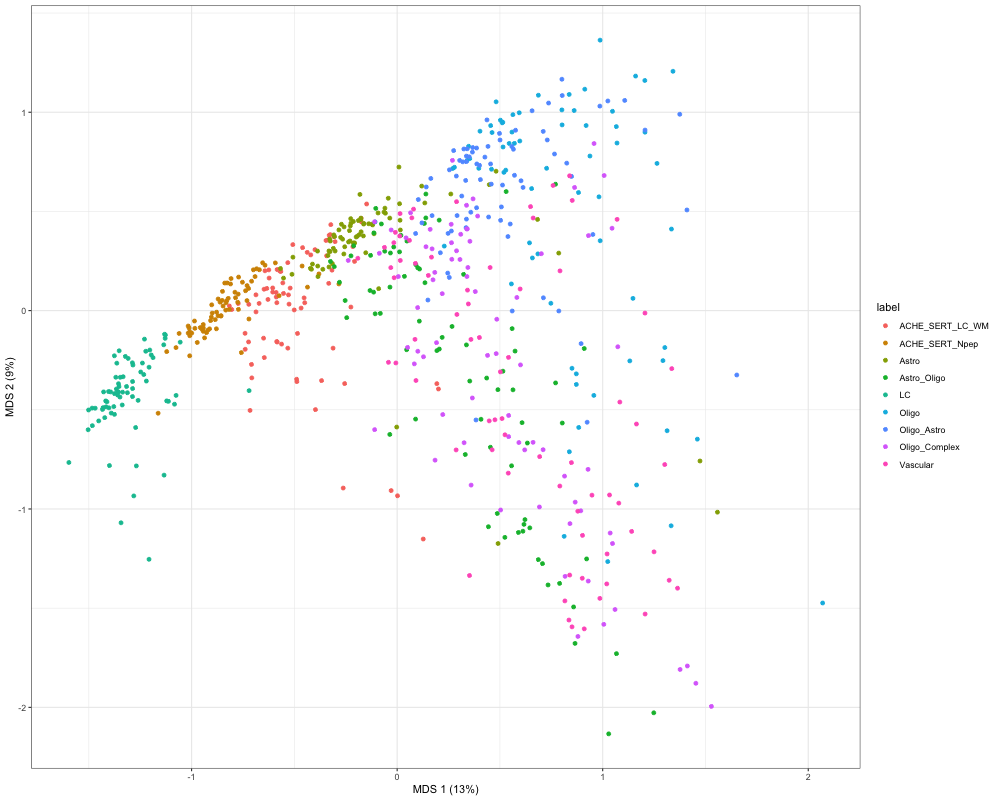 1
0
-1
-2
MDS 2 (9%)
-1
0
1
2
MDS 1 (13%)
label
ACHE_SERT_LC_WM
ACHE_SERT_Npep
Astro
Astro_Oligo
LC
Oligo
Oligo_Astro
Oligo_Complex
Vascular